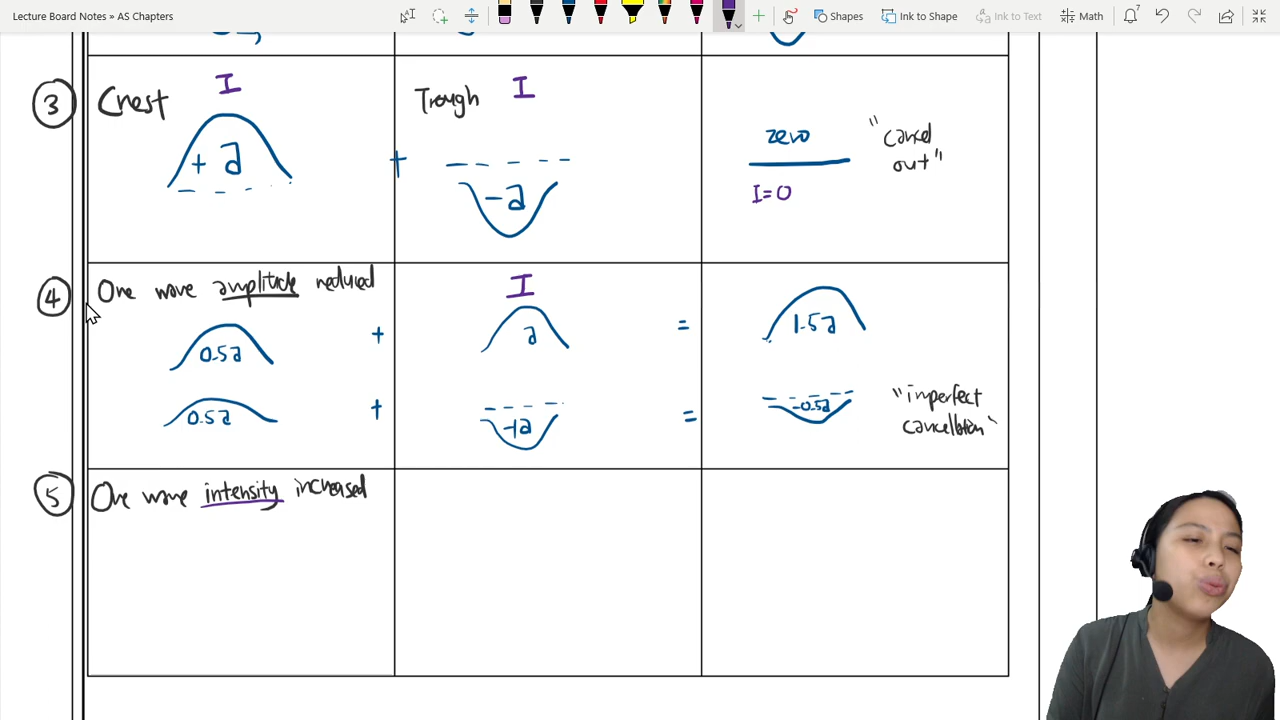 Lecture Board Notes » AS Chapters
Shapes
Ink to Shape
Ink to Text
Math
7
3 Crest I
Trough I
+ a
+
- a
zero
I=0
"cancel
out"
4 One wave amplitude reduced
I
0.5a + a = 1.5a
0.5a + -1a = -0.5a
"imperfect
cancellation"
5 One wave intensity increased